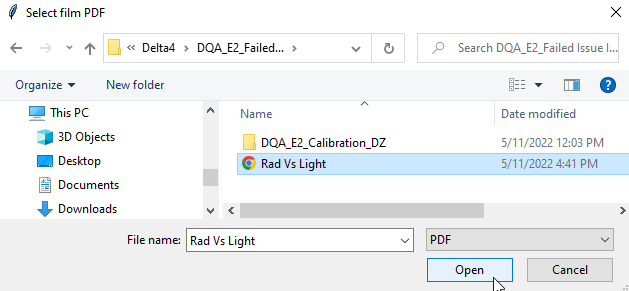 Select film PDF
« Delta4 > DQA_E2_Failed... >
Search DQA_E2_Failed Issue I...
Organize
New folder
This PC
3D Objects
Desktop
Documents
Downloads
Name
Date modified
DQA_E2_Calibration_DZ
5/11/2022 12:03 PM
Rad Vs Light
5/11/2022 4:41 PM
File name:
Rad Vs Light
PDF
Open
Cancel